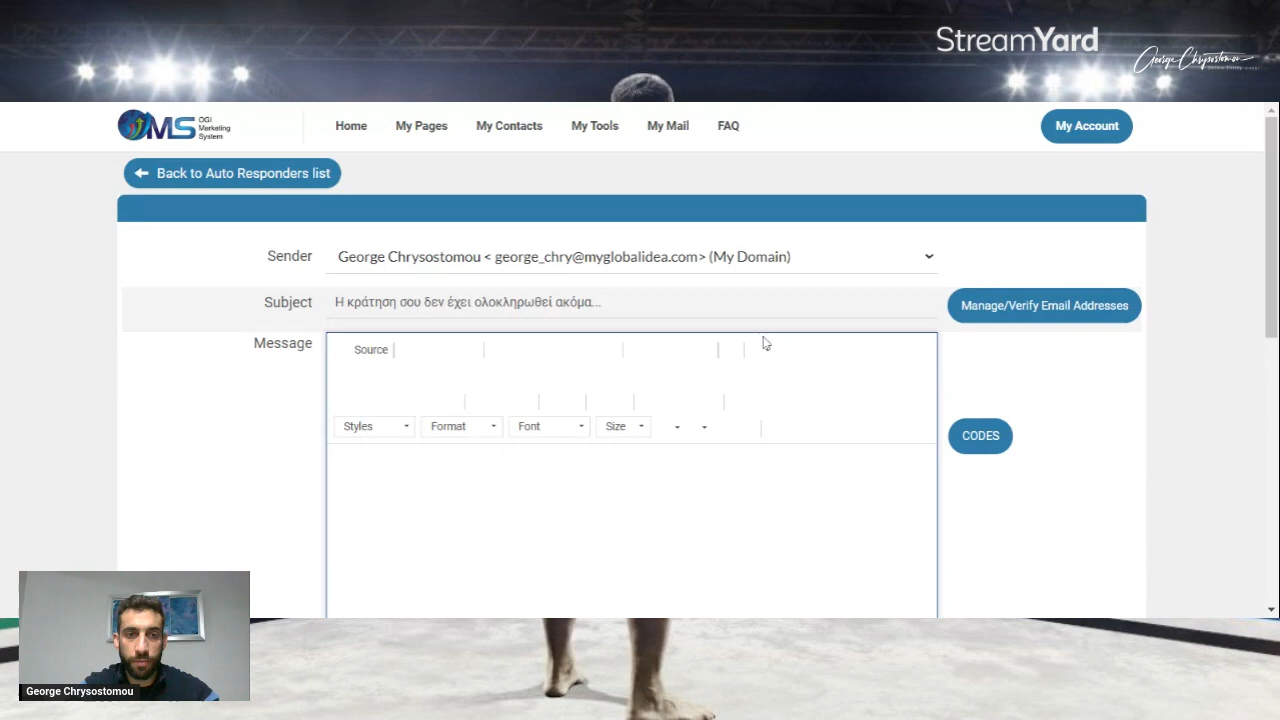 StreamYard
George Chrysostomou
OMS OGI Marketing System
Home My Pages My Contacts My Tools My Mail FAQ My Account
Back to Auto Responders list
Sender George Chrysostomou < george_chry@myglobalidea.com> (My Domain)
Subject Η κράτηση σου δεν έχει ολοκληρωθεί ακόμα... Manage/Verify Email Addresses
Message Source
Styles Format Font Size
CODES
George Chrysostomou